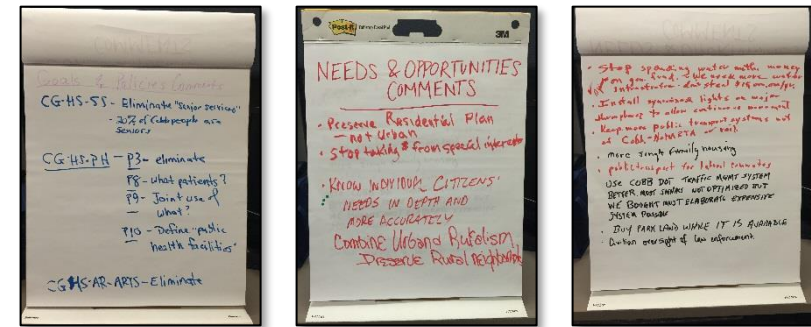 Goals & Policies Comments
CG-HS-SS - Eliminate "Senior services"
- 20% of Cobb people are
seniors
CG-HS-PH - P3 - eliminate
P8 - what patients?
P9 - Joint use of
what?
P10 - Define "public
health facilities"
CG-HS-AR-ARTS - Eliminate
Post-it
3M
NEEDS & OPPORTUNITIES
COMMENTS
• Preserve Residential Plan
- not Urban
• Stop taking $ from special interests
• KNOW INDIVIDUAL CITIZENS'
NEEDS IN DEPTH AND
MORE ACCURATELY
Combine Urban & Ruralism
Preserve Rural neighborhoods
• Stop spending water auth. money
gen. fund. We need more water
Infrastructure
• Install synchronized lights on major
to allow continuous movement
• Keep more public transport systems out
of Cobb - No MARTA rail
• more single family housing
• public transport for lateral commutes
USE COBB DOT TRAFFIC MGMT SYSTEM
BETTER. MOST SIGNALS NOT OPTIMIZED BUT
WE BOUGHT MOST ELABORATE EXPENSIVE
SYSTEM POSSIBLE
• BUY PARK LAND WHILE IT IS AVAILABLE
• Civilian oversight of law enforcement